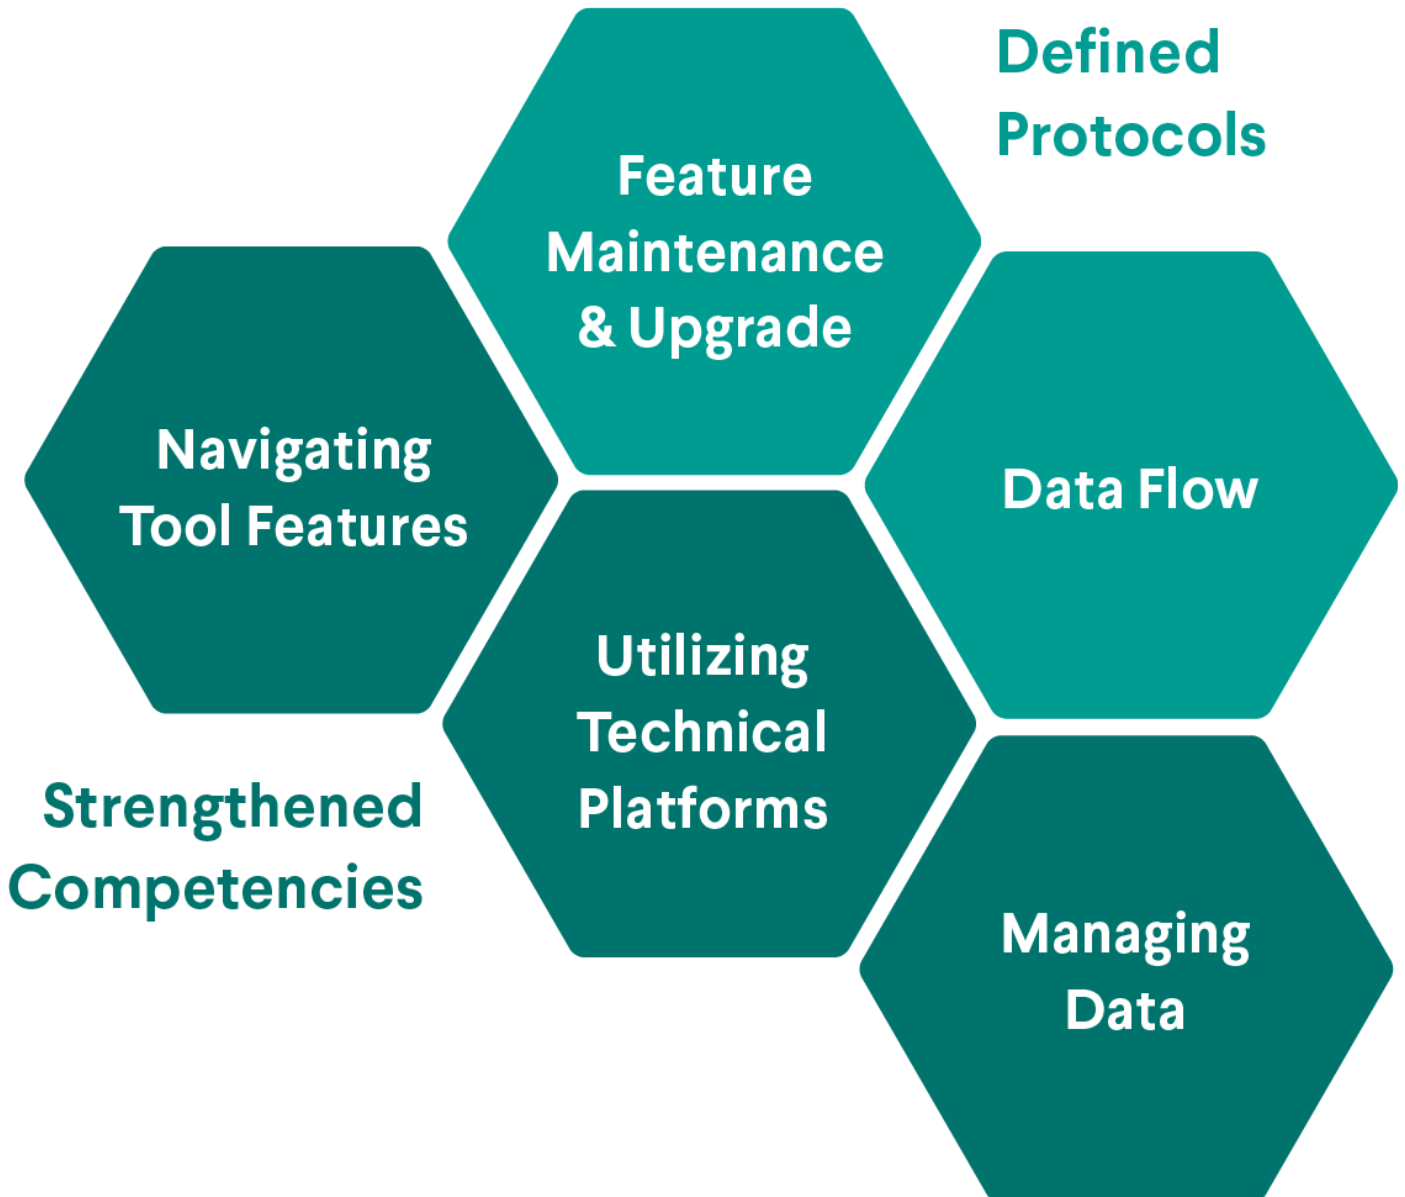 Defined
Protocols
Feature
Maintenance
& Upgrade
Navigating
Tool Features
Data Flow
Utilizing
Technical
Platforms
Strengthened
Competencies
Managing
Data